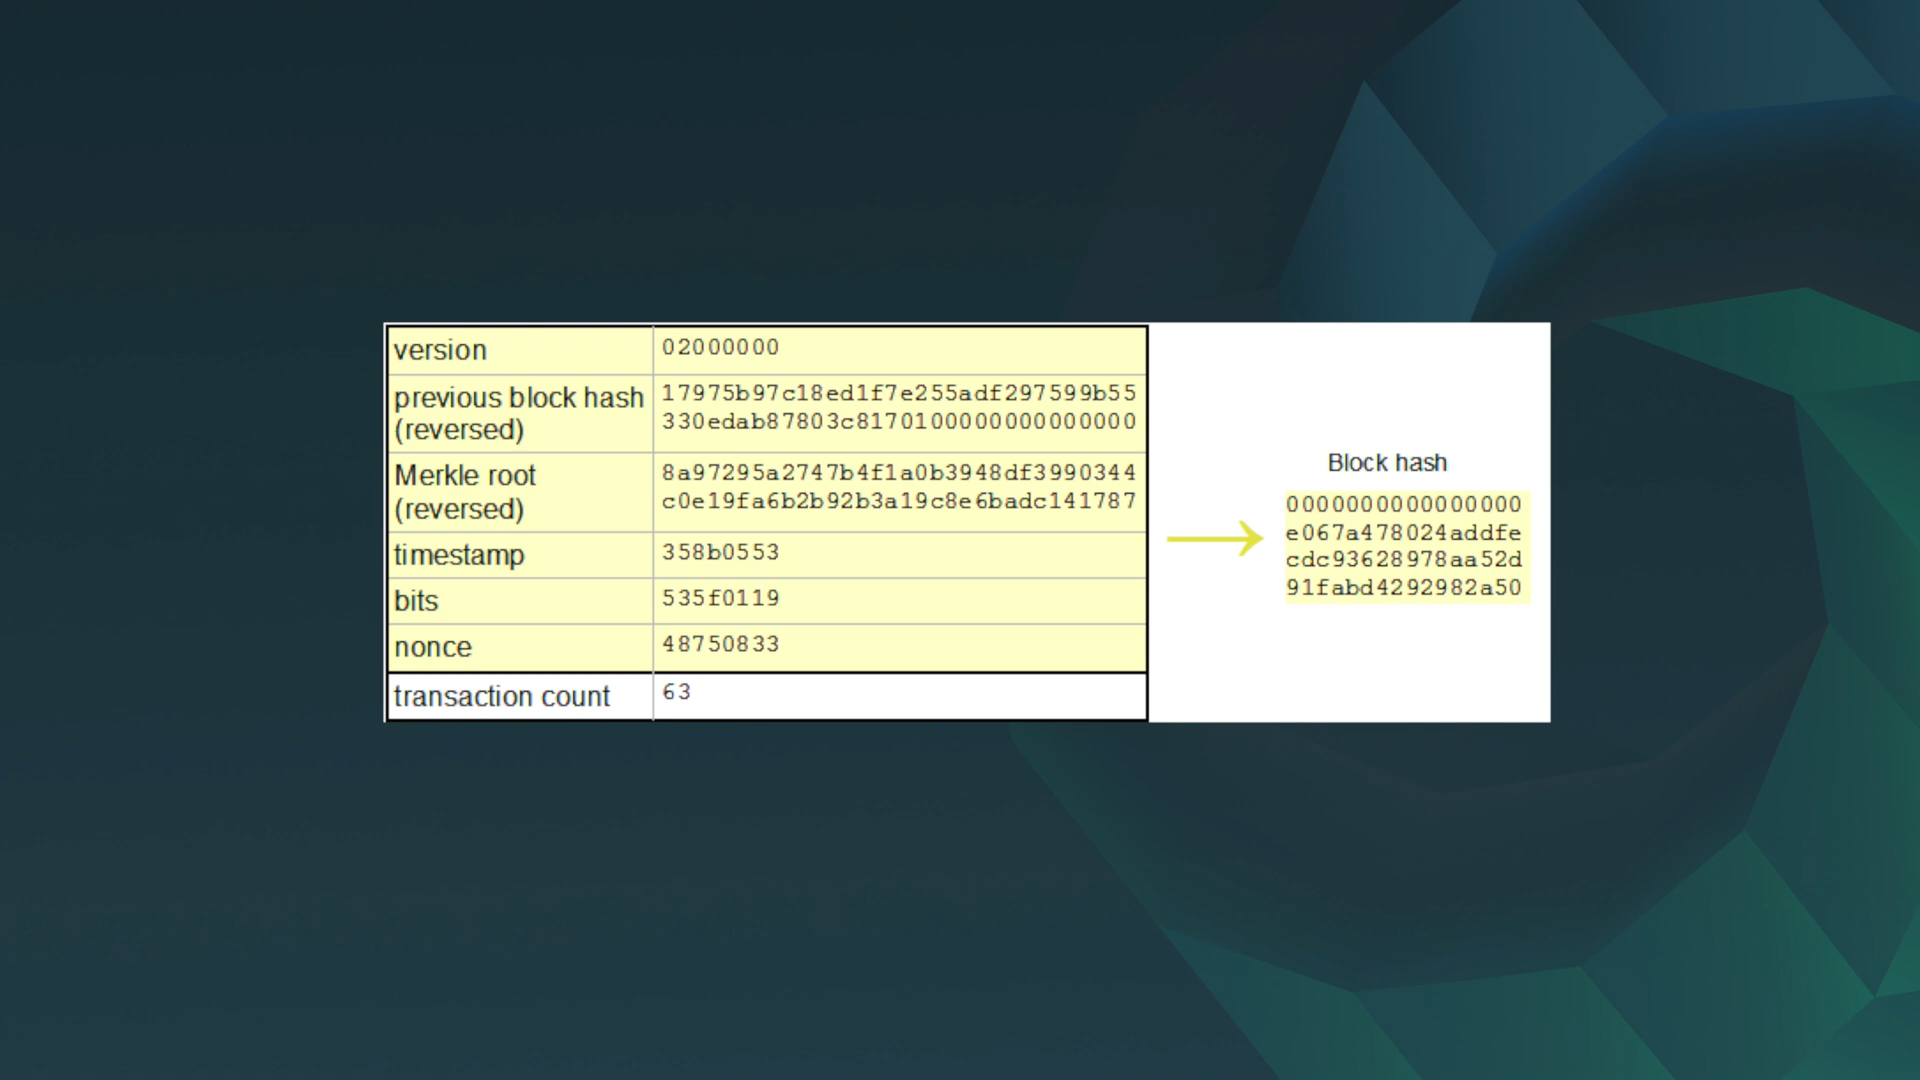 version 02000000
previous block hash 17975b97c18ed1f7e255adf297599b55
(reversed) 330edab87803c8170100000000000000
Merkle root 8a97295a2747b4f1a0b3948df3990344
(reversed) c0e19fa6b2b92b3a19c8e6badc141787
timestamp 358b0553
bits 535f0119
nonce 48750833
transaction count 63
Block hash
0000000000000000
e067a478024addfe
cdc93628978aa52d
91fabd4292982a50